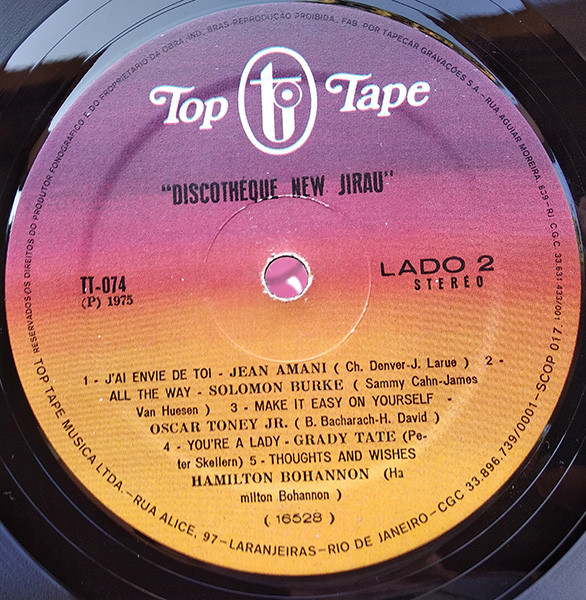 RESERVADOS OS DIREITOS DO PRODUTOR FONOGRÁFICO E DO PROPRIETARIO DA OBRA. IND. BRAS REPRODUÇÃO PROIBIDA. FAB. POR TAPECAR GRAVAÇÕES S.A. - RUA AGUIAR MOREIRA, 639 - RJ C.G.C. 33.631.433/001
Top Tape
"DISCOTHÉQUE NEW JIRAU"
TT-074
(P) 1975
LADO 2
STEREO
1 - J'AI ENVIE DE TOI - JEAN AMANI ( Ch. Denver-J. Larue ) 2 -
ALL THE WAY - SOLOMON BURKE ( Sammy Cahn-James
Van Huesen ) 3 - MAKE IT EASY ON YOURSELF -
OSCAR TONEY JR. ( B. Bacharach-H. David )
4 - YOU'RE A LADY - GRADY TATE (Pe-
ter Skellern) 5 - THOUGHTS AND WISHES
HAMILTON BOHANNON (Ha
milton Bohannon )
( 16528 )
TOP TAPE MUSICA LTDA. - RUA ALICE, 97 - LARANJEIRAS - RIO DE JANEIRO - CGC 33.896.739/0001 - SCOP 017.